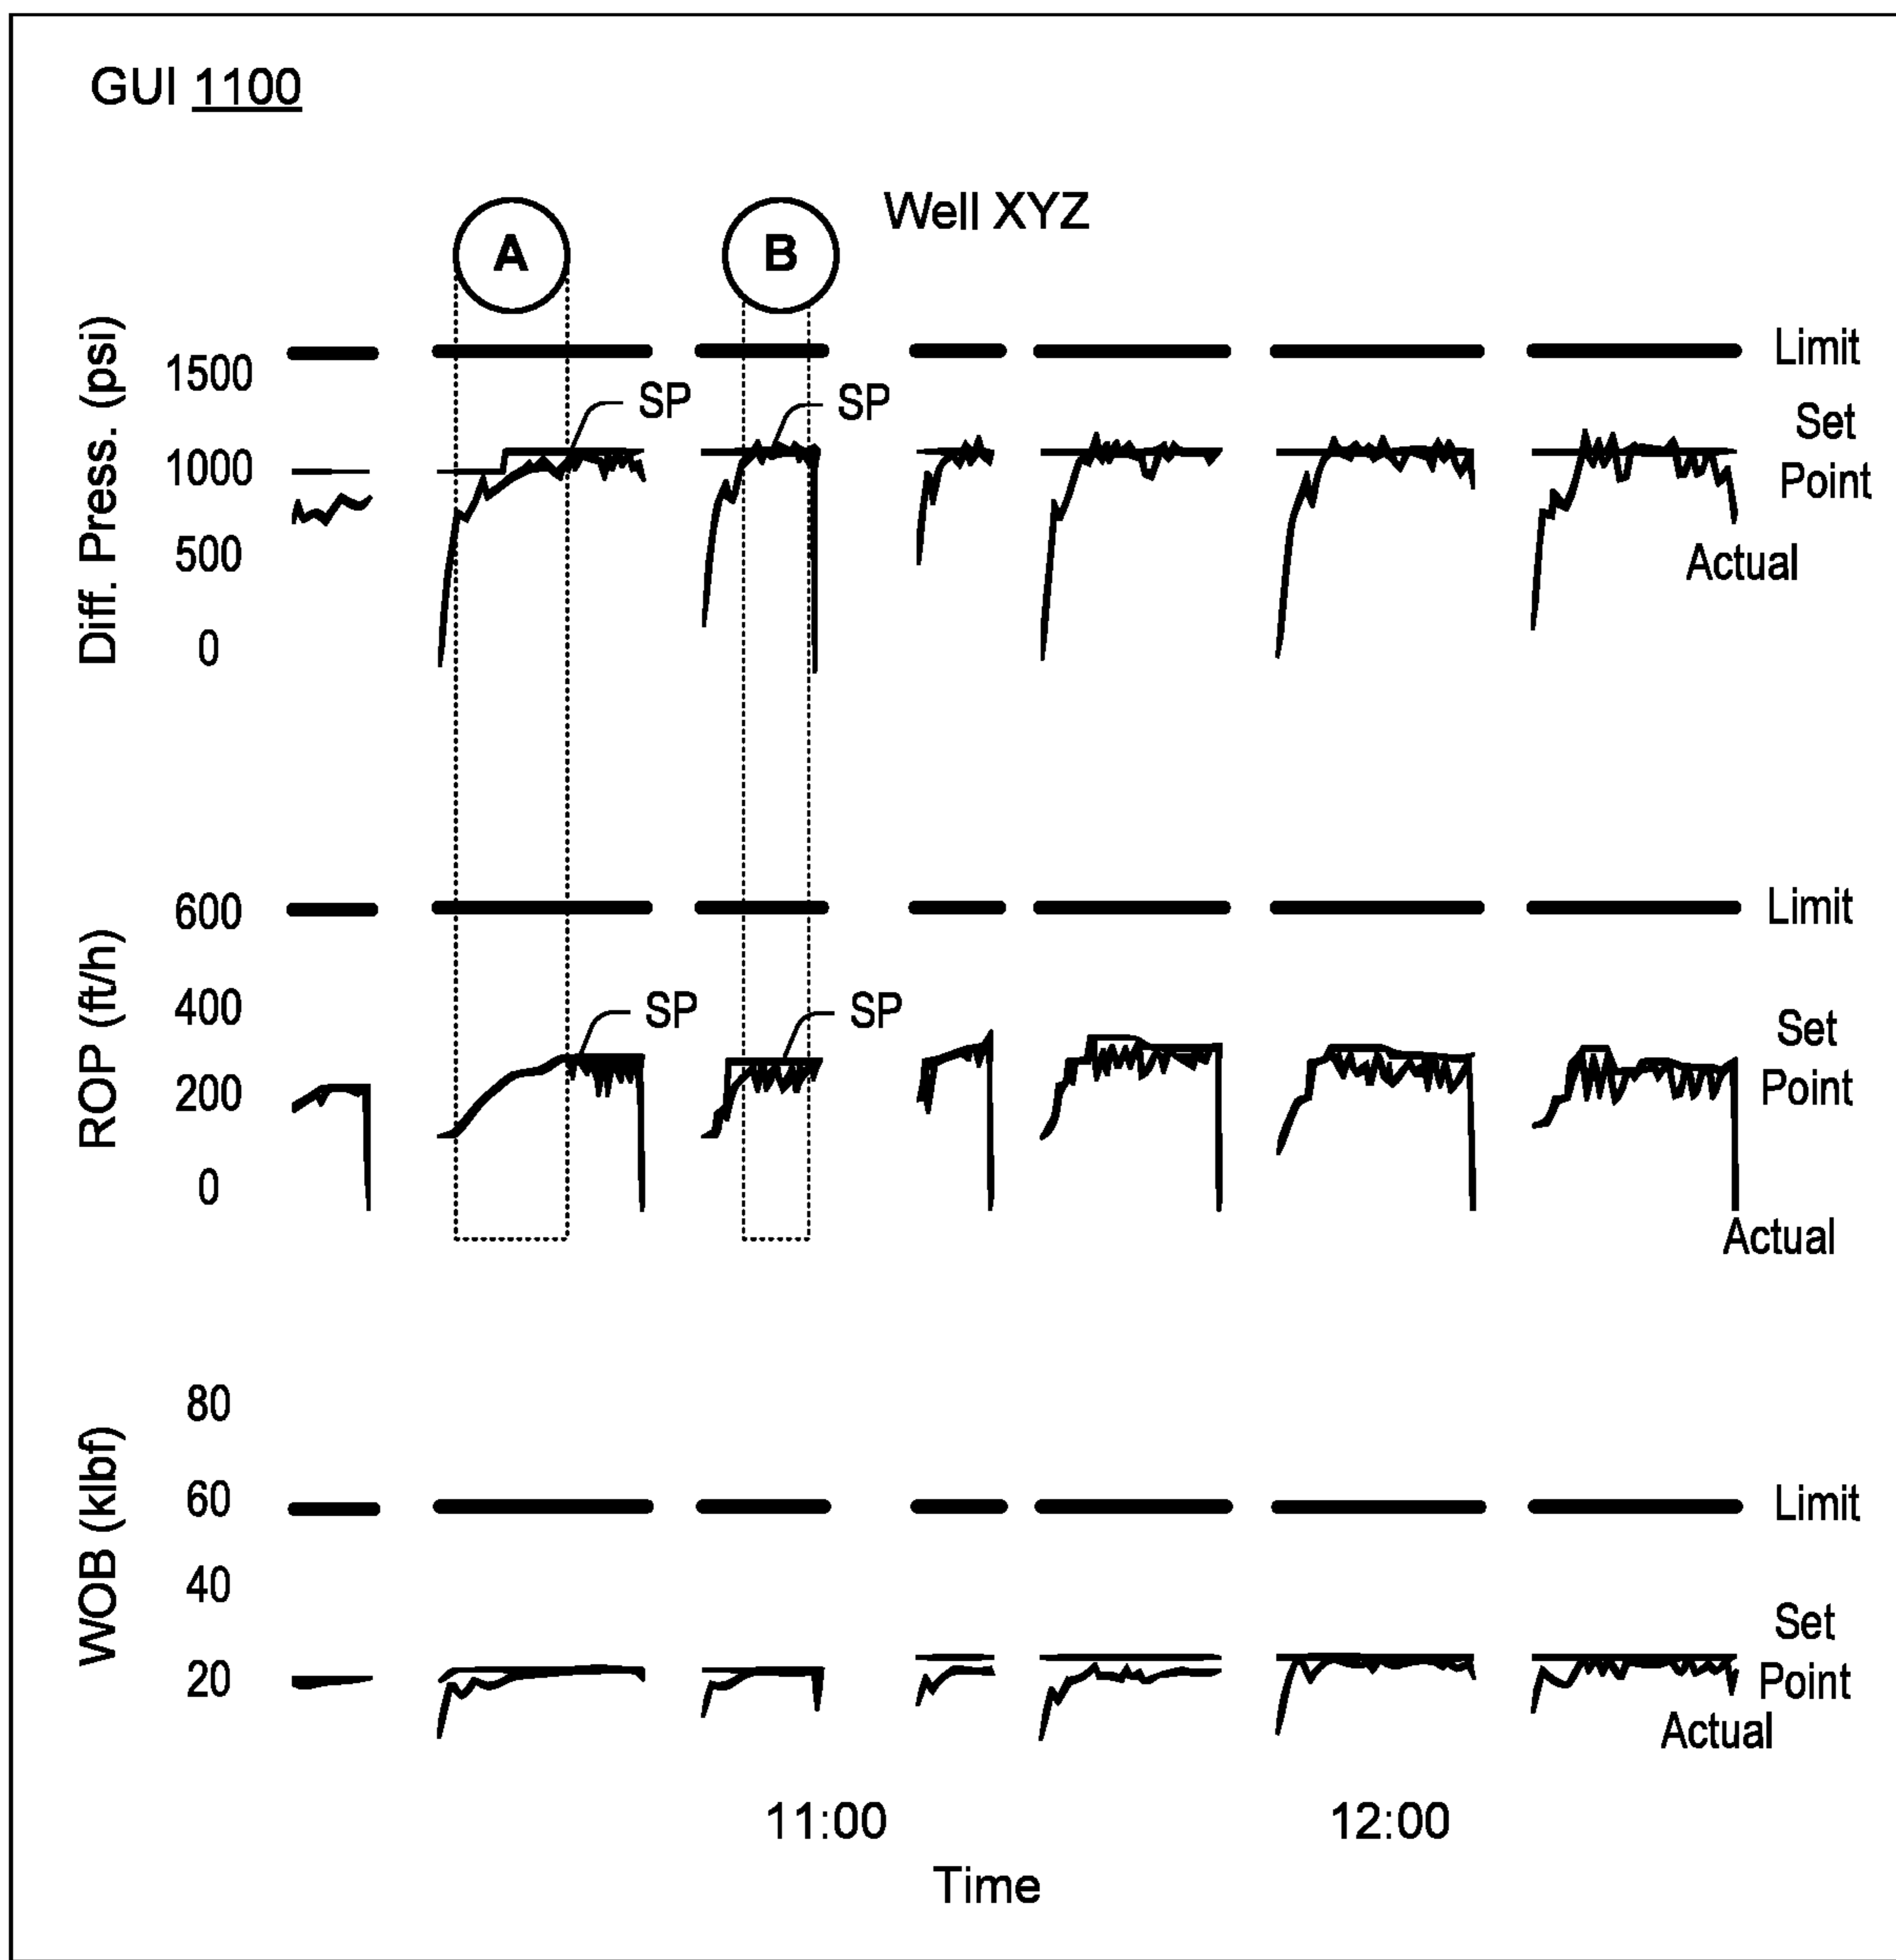 GUI 1100
Well XYZ
A
B
Diff. Press. (psi)
1500
1000
500
0
SP
SP
Limit
Set
Point
Actual
ROP (ft/h)
600
400
200
0
SP
SP
Limit
Set
Point
Actual
WOB (klbf)
80
60
40
20
Limit
Set
Point
Actual
11:00
12:00
Time